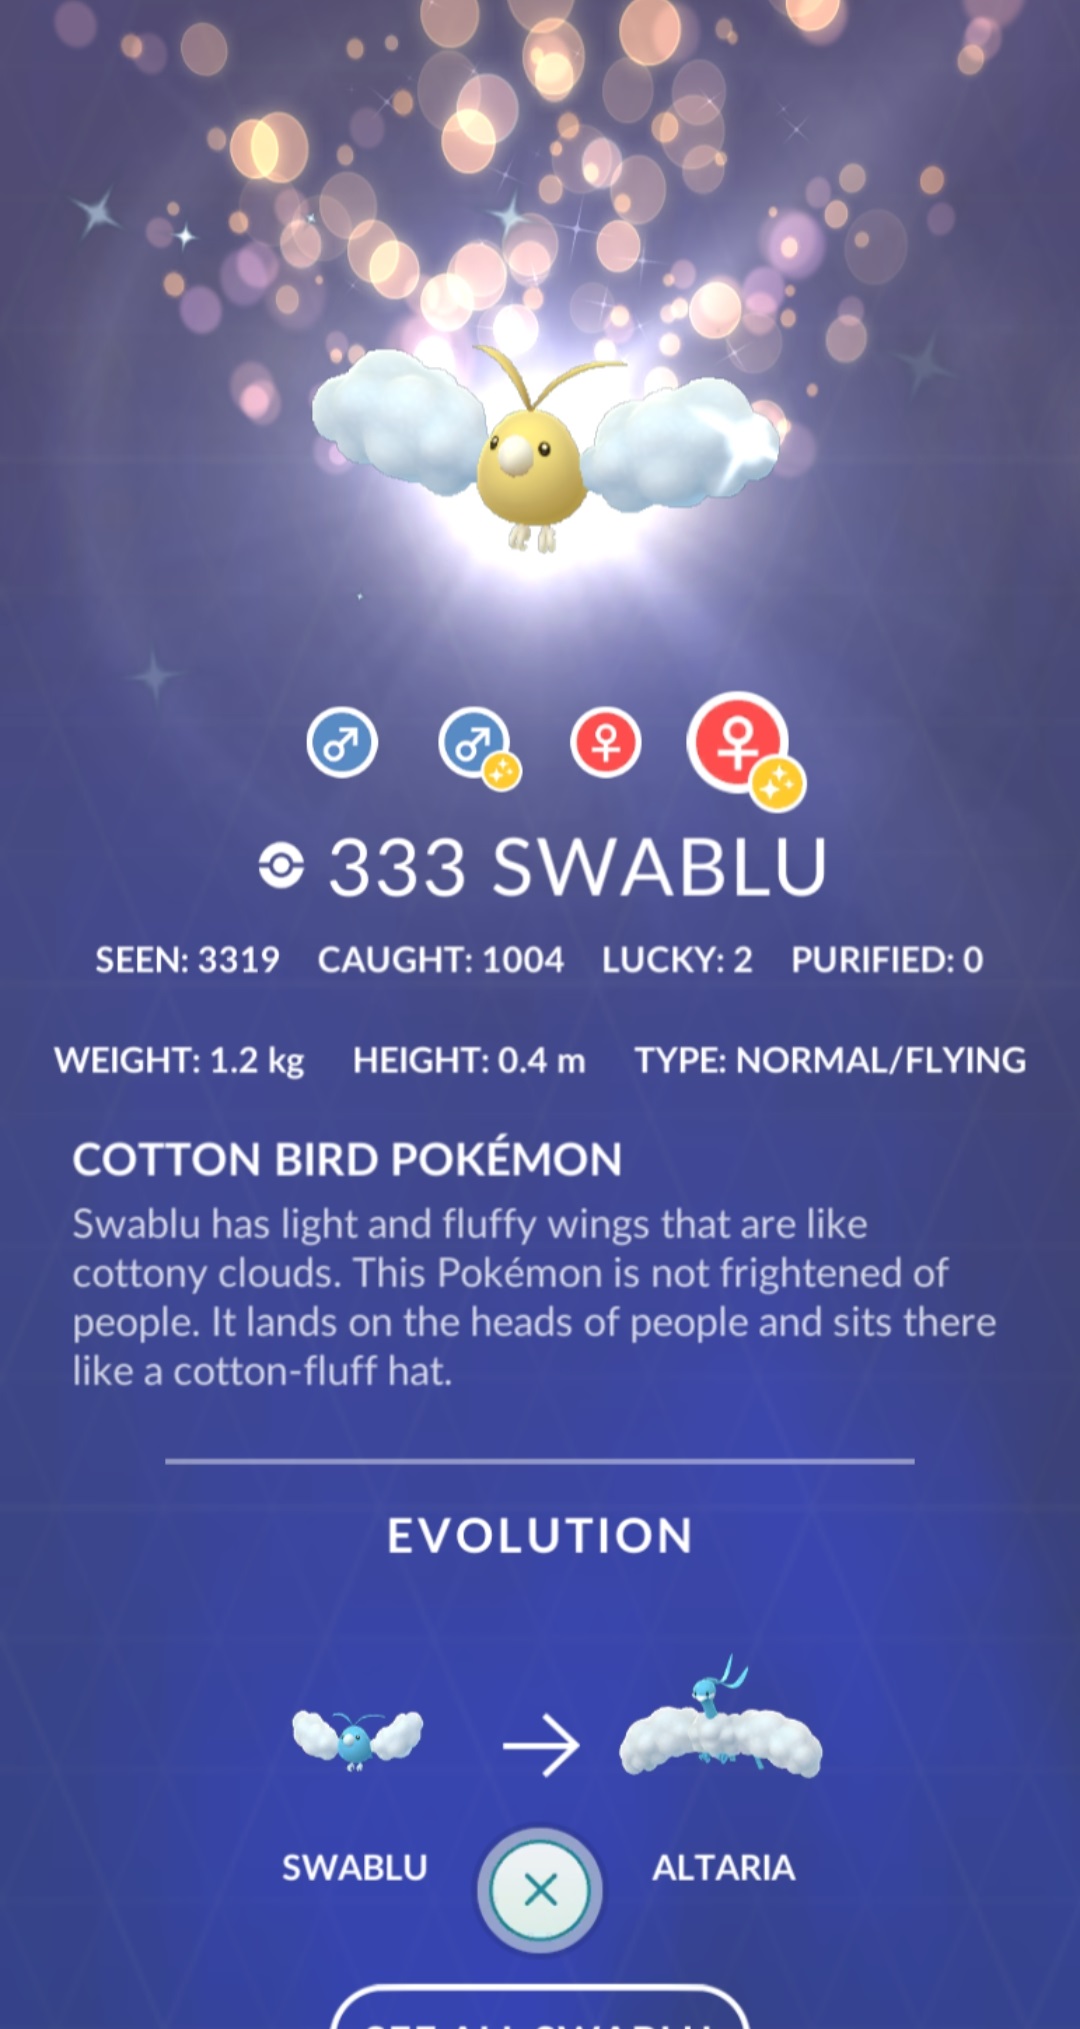 333 SWABLU
SEEN: 3319 CAUGHT: 1004 LUCKY: 2 PURIFIED: 0
WEIGHT: 1.2 kg HEIGHT: 0.4 m TYPE: NORMAL/FLYING
COTTON BIRD POKÉMON
Swablu has light and fluffy wings that are like
cottony clouds. This Pokémon is not frightened of
people. It lands on the heads of people and sits there
like a cotton-fluff hat.
EVOLUTION
SWABLU ALTARIA
SEE ALL SWABLU